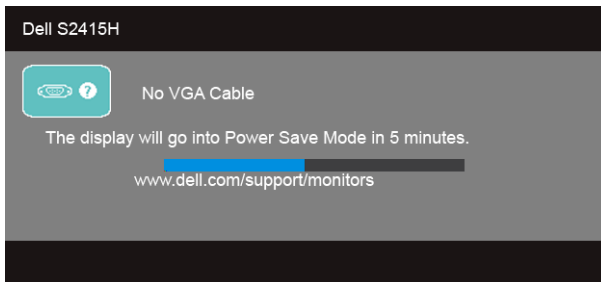 Dell S2415H
?
No VGA Cable
The display will go into Power Save Mode in 5 minutes.
www.dell.com/support/monitors